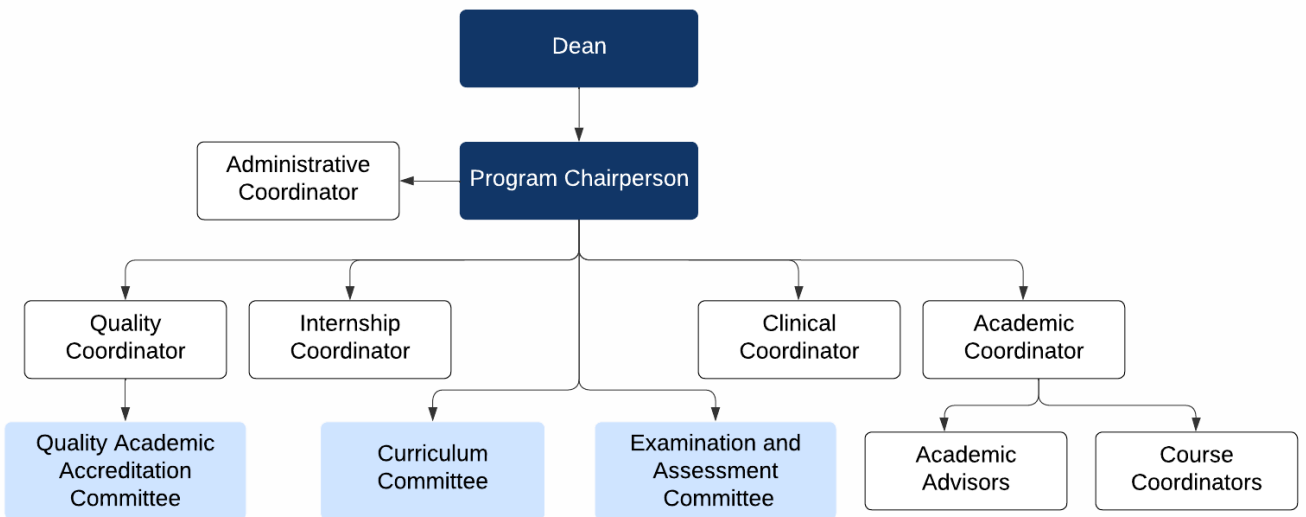 Dean
Administrative
Coordinator
Program Chairperson
Quality
Coordinator
Internship
Coordinator
Clinical
Coordinator
Academic
Coordinator
Quality Academic
Accreditation
Committee
Curriculum
Committee
Examination and
Assessment
Committee
Academic
Advisors
Course
Coordinators